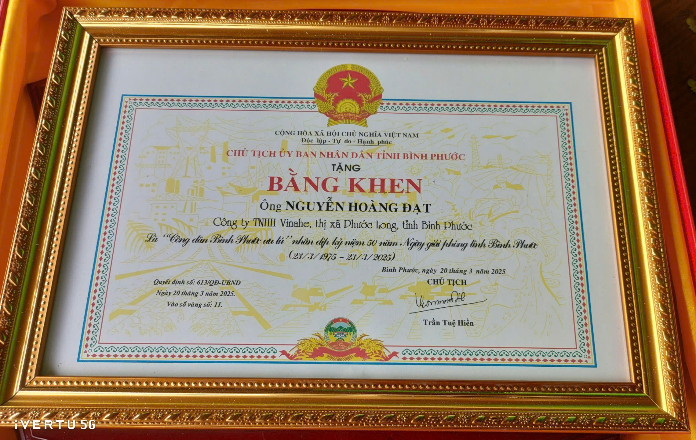 CỘNG HÒA XÃ HỘI CHỦ NGHĨA VIỆT NAM
Độc lập - Tự do - Hạnh phúc
CHỦ TỊCH ỦY BAN NHÂN DÂN TỈNH BÌNH PHƯỚC
TẶNG
BẰNG KHEN
Ông NGUYỄN HOÀNG ĐẠT
Công ty TNHH Vinahe, thị xã Phước Long, tỉnh Bình Phước
Là "Công dân Bình Phước ưu tú" nhân dịp kỷ niệm 50 năm Ngày giải phóng tỉnh Bình Phước
(23/3/1975 - 23/3/2025)
Bình Phước, ngày 20 tháng 3 năm 2025
CHỦ TỊCH
Quyết định số: 613/QĐ-UBND
Ngày 20 tháng 3 năm 2025.
Vào sổ vàng số: 11.
Trần Tuệ Hiền
iVERTU 5G